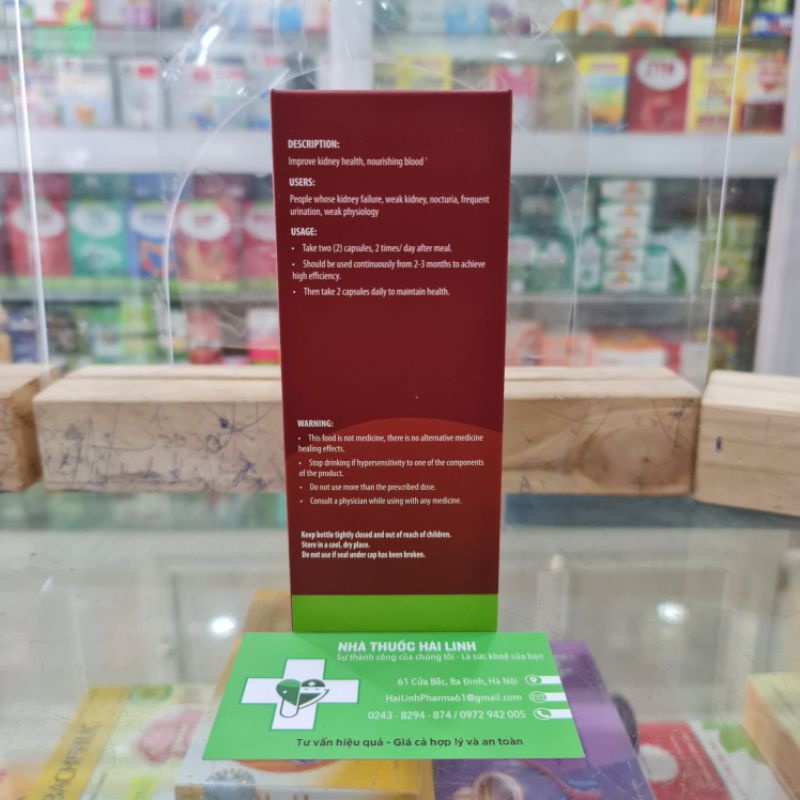 DESCRIPTION:
Improve kidney health, nourishing blood
USERS:
People whose kidney failure, weak kidney, nocturia, frequent
urination, weak physiology
USAGE:
• Take two (2) capsules, 2 times/ day after meal.
• Should be used continuously from 2-3 months to achieve
high efficiency.
• Then take 2 capsules daily to maintain health.
WARNING:
• This food is not medicine, there is no alternative medicine
healing effects.
• Stop drinking if hypersensitivity to one of the components
of the product.
• Do not use more than the prescribed dose.
• Consult a physician while using with any medicine.
Keep bottle tightly closed and out of reach of children.
Store in a cool, dry place.
Do not use if seal under cap has been broken.
NHÀ THUỐC HẢI LINH
Sự thành công của chúng tôi - Là sức khoẻ của bạn
61 Cửa Bắc, Ba Đình, Hà Nội
HaiLinhPharma61@gmail.com
0243 - 8294 - 874 / 0972 942 005
Tư vấn hiệu quả - Giá cả hợp lý và an toàn